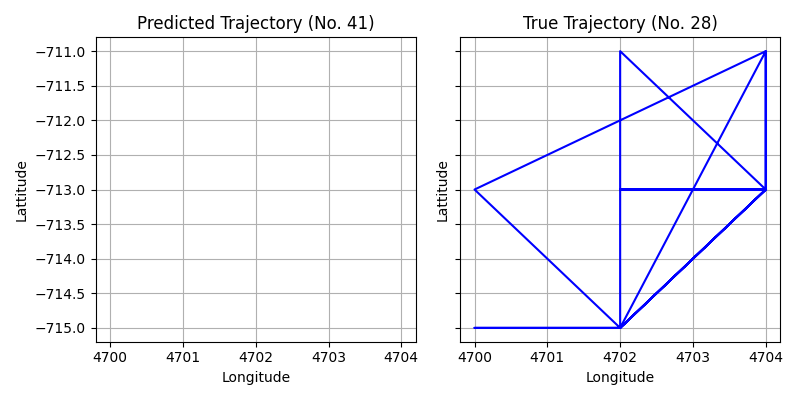 Predicted Trajectory (No. 41)
True Trajectory (No. 28)
−711.0
−711.5
−712.0
−712.5
−713.0
−713.5
−714.0
−714.5
−715.0
Lattitude
Lattitude
4700 4701 4702 4703 4704
4700 4701 4702 4703 4704
Longitude
Longitude